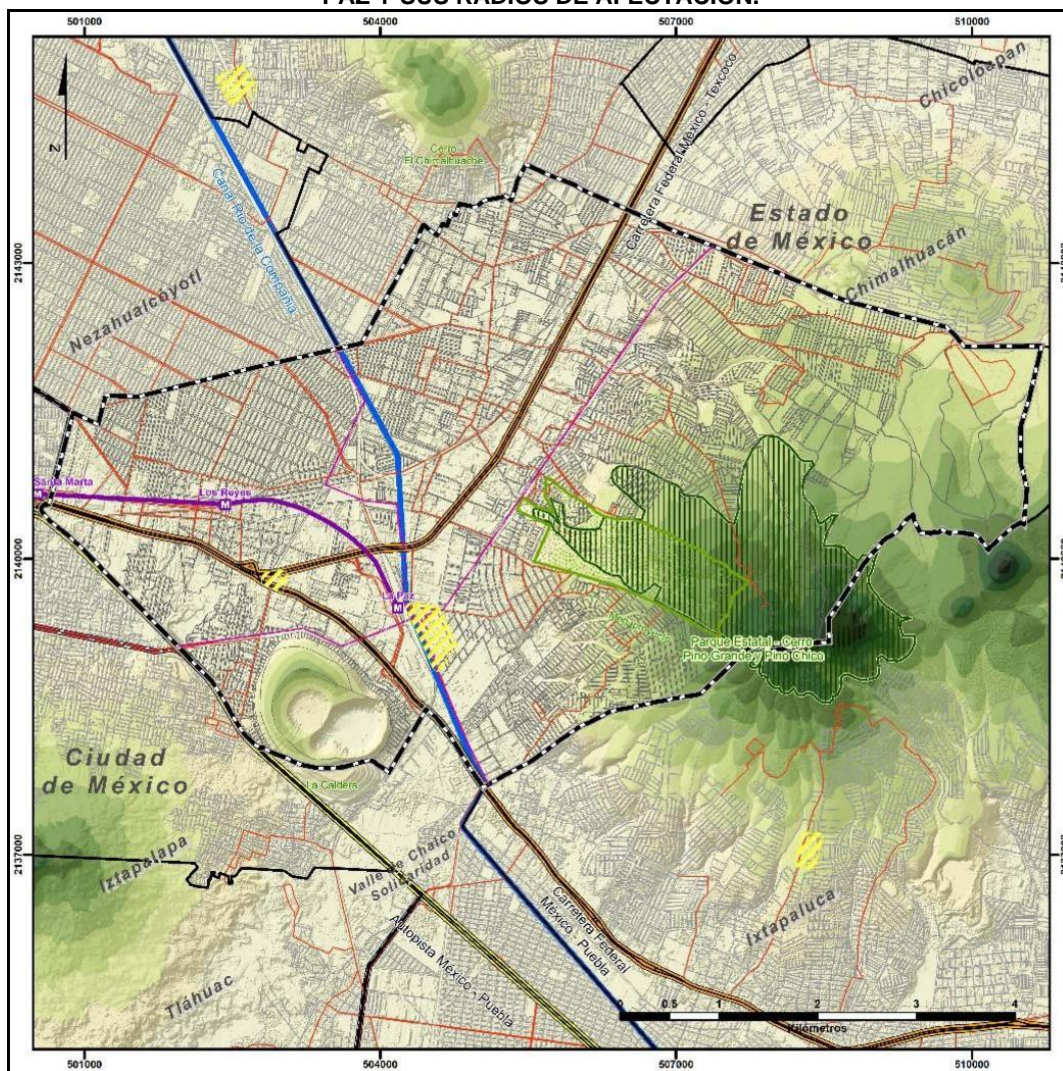 PAZ Y SUS RADIOS DE AFECTACIÓN.
501000 504000 507000 510000
N
Chicoloapan
Cerro
El Chimalhuache
Carretera Federal México - Texcoco
Canal Río de la Compañía
Estado
de México
2143000
Chimalhuacán
Nezahualcóyotl
Santa Marta
M
Los Reyes
M
2140000
La Paz
M
Parque Estatal - Cerro
Pino Grande y Pino Chico
Ciudad
de México
La Caldera
2137000
Iztapalapa
Valle de Chalco
Solidaridad
Carretera Federal
México - Puebla
Ixtapaluca
Autopista México - Puebla
Tláhuac
0 0.5 1 2 3 4
Kilómetros
501000 504000 507000 510000